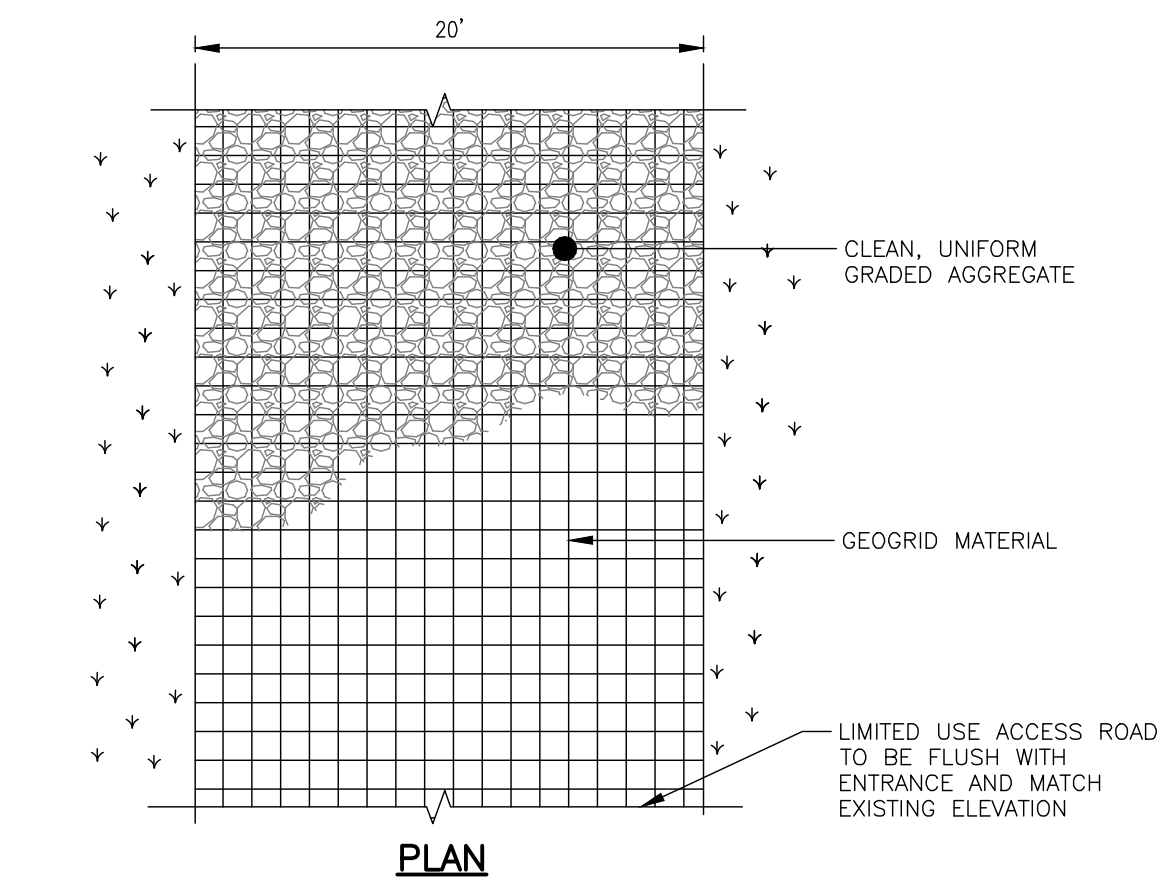 20'
CLEAN, UNIFORM
GRADED AGGREGATE
GEOGRID MATERIAL
LIMITED USE ACCESS ROAD
TO BE FLUSH WITH
ENTRANCE AND MATCH
EXISTING ELEVATION
PLAN